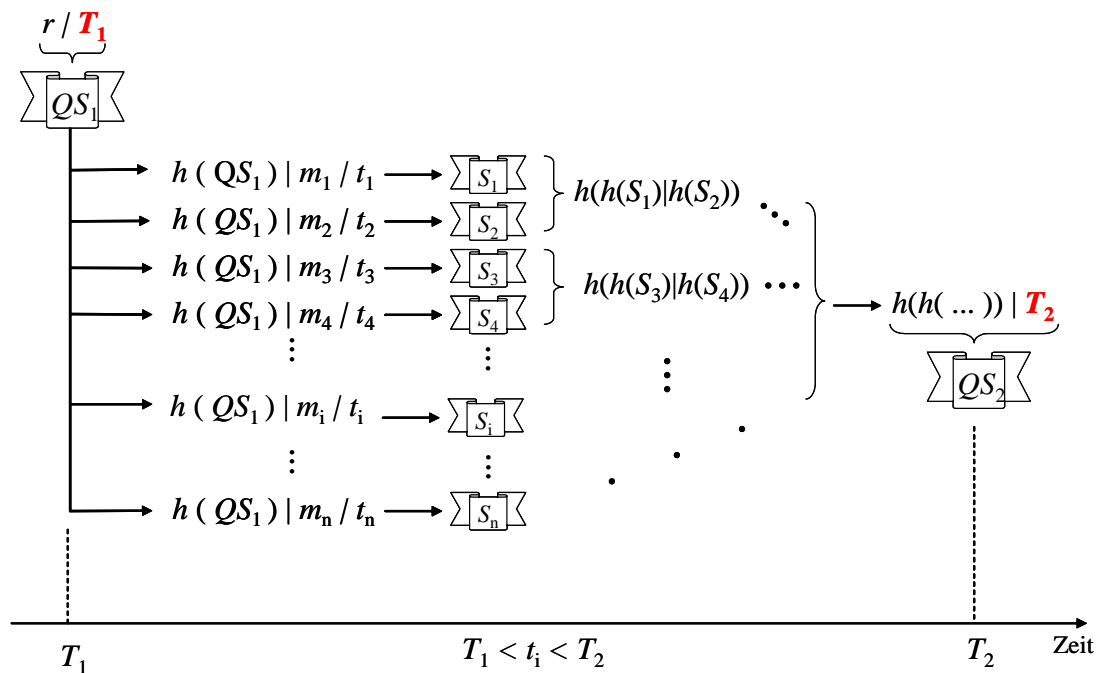 r / T₁
QS₁
h ( QS₁) | m₁ / t₁
S₁
h ( QS₁) | m₂ / t₂
S₂
h(h(S₁)|h(S₂))
h ( QS₁) | m₃ / t₃
S₃
h ( QS₁) | m₄ / t₄
S₄
h(h(S₃)|h(S₄))
h(h( ... )) | T₂
QS₂
h ( QS₁) | mᵢ / tᵢ
Sᵢ
h ( QS₁) | mₙ / tₙ
Sₙ
T₁
T₁ < tᵢ < T₂
T₂
Zeit